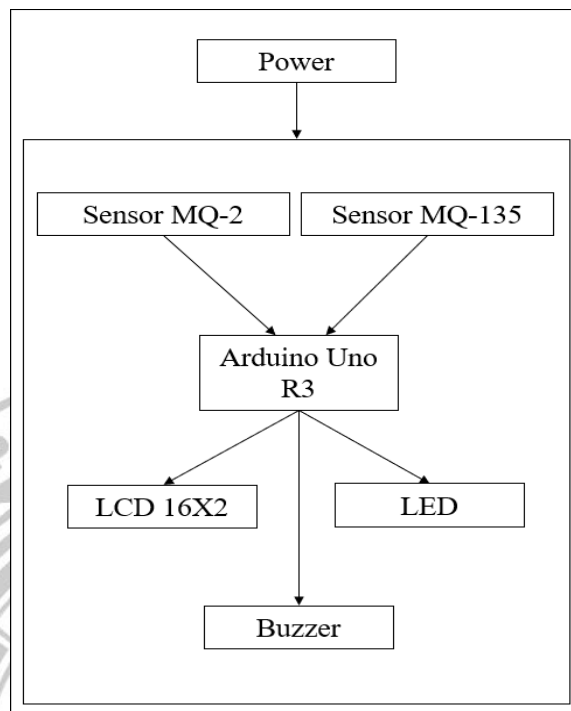 Power
Sensor MQ-2
Sensor MQ-135
Arduino Uno
R3
LCD 16X2
LED
Buzzer